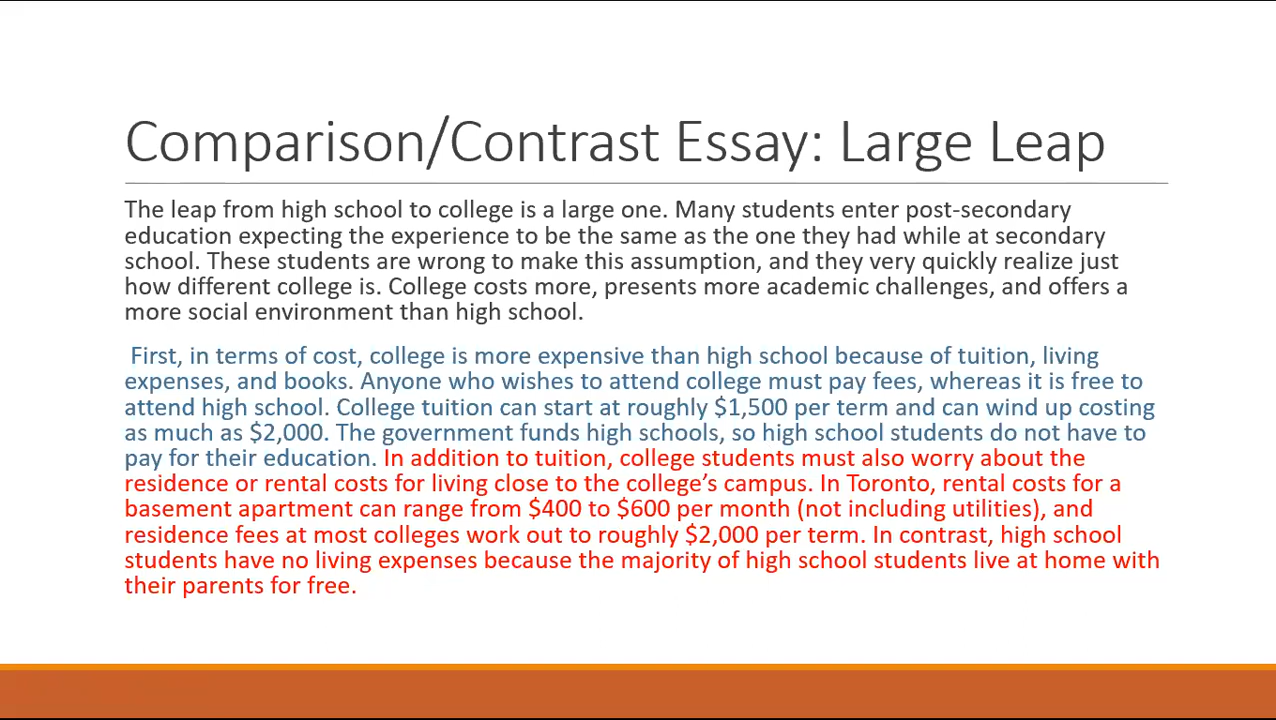 Comparison/Contrast Essay: Large Leap
The leap from high school to college is a large one. Many students enter post-secondary
education expecting the experience to be the same as the one they had while at secondary
school. These students are wrong to make this assumption, and they very quickly realize just
how different college is. College costs more, presents more academic challenges, and offers a
more social environment than high school.
First, in terms of cost, college is more expensive than high school because of tuition, living
expenses, and books. Anyone who wishes to attend college must pay fees, whereas it is free to
attend high school. College tuition can start at roughly $1,500 per term and can wind up costing
as much as $2,000. The government funds high schools, so high school students do not have to
pay for their education. In addition to tuition, college students must also worry about the
residence or rental costs for living close to the college’s campus. In Toronto, rental costs for a
basement apartment can range from $400 to $600 per month (not including utilities), and
residence fees at most colleges work out to roughly $2,000 per term. In contrast, high school
students have no living expenses because the majority of high school students live at home with
their parents for free.